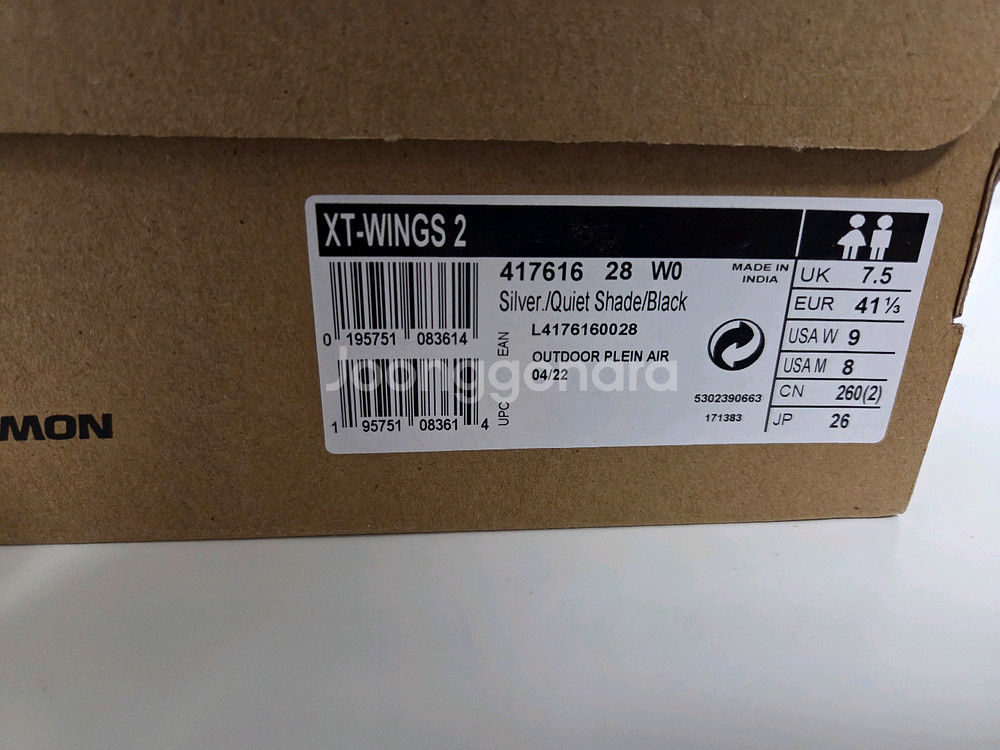 XT-WINGS 2
417616 28 W0
Silver./Quiet Shade/Black
L4176160028
OUTDOOR PLEIN AIR
04/22
MADE IN
INDIA
0 195751 083614
EAN
1 95751 08361 4
UPC
5302390663
171383
UK 7.5
EUR 41⅓
USA W 9
USA M 8
CN 260(2)
JP 26
MON
Joonggonara